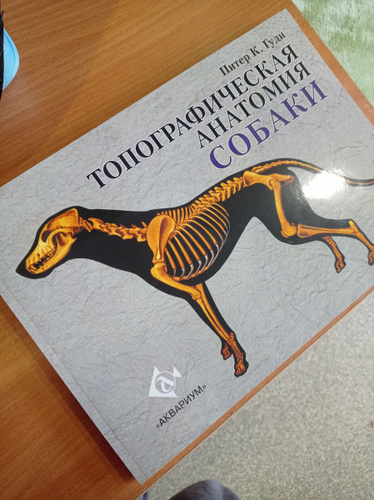 Питер К. Гуди
ТОПОГРАФИЧЕСКАЯ
АНАТОМИЯ
СОБАКИ
«АКВАРИУМ»